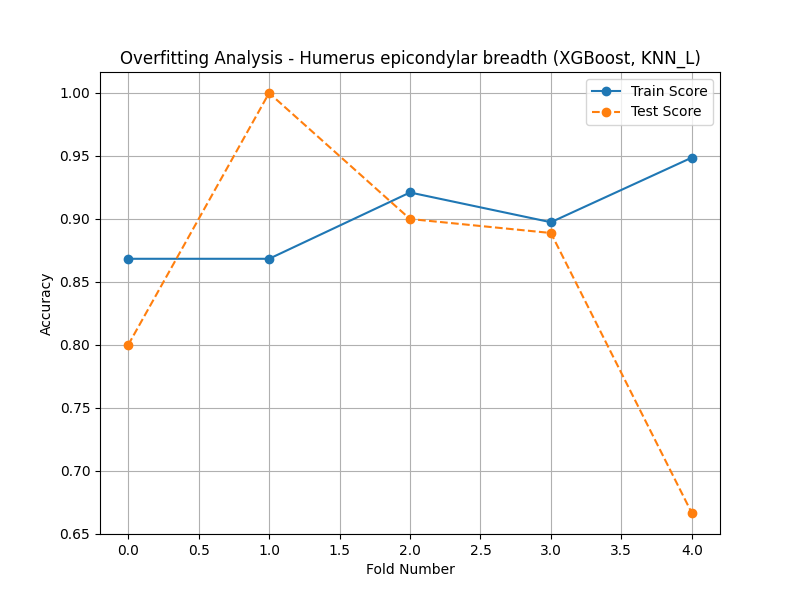 Overfitting Analysis - Humerus epicondylar breadth (XGBoost, KNN_L)
Train Score
Test Score
1.00
0.95
0.90
0.85
0.80
0.75
0.70
0.65
Accuracy
0.0 0.5 1.0 1.5 2.0 2.5 3.0 3.5 4.0
Fold Number